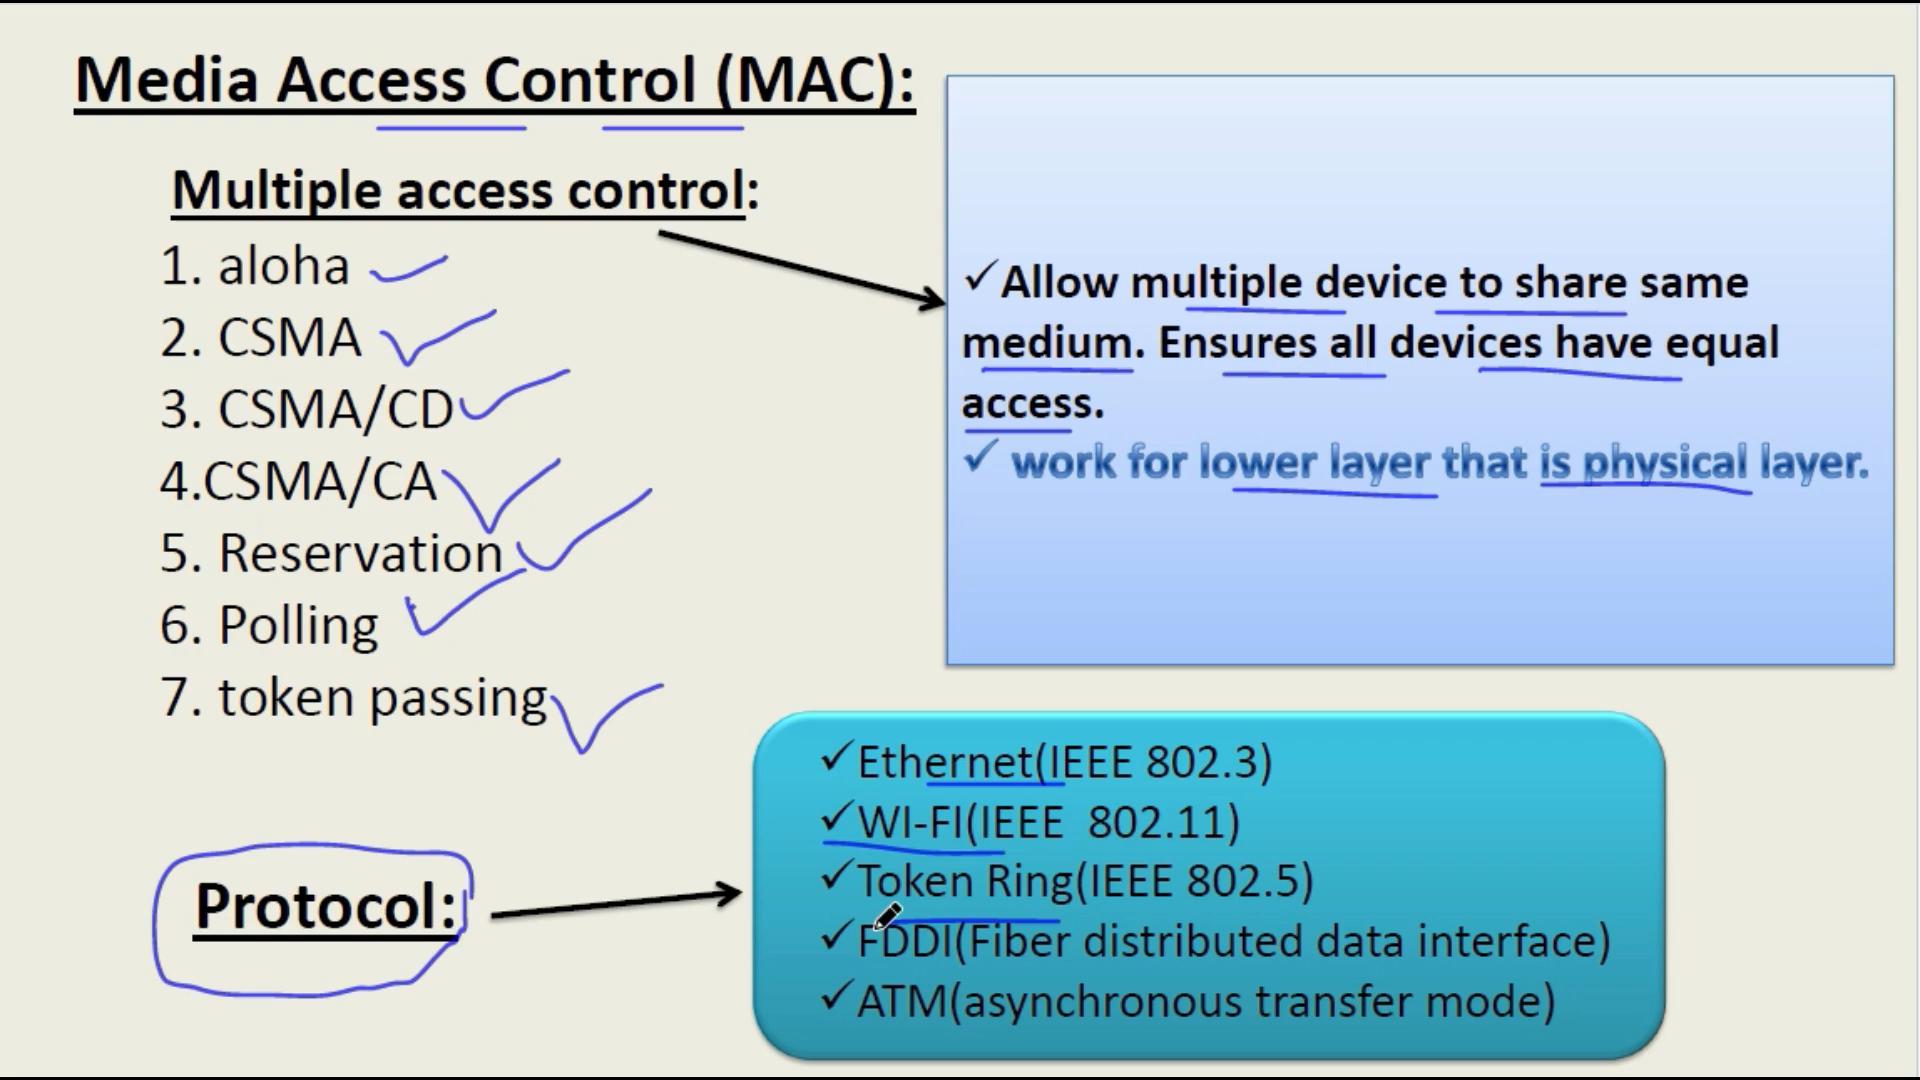 Media Access Control (MAC):
Multiple access control:
1. aloha
2. CSMA
3. CSMA/CD
4.CSMA/CA
5. Reservation
6. Polling
7. token passing
✓Allow multiple device to share same
medium. Ensures all devices have equal
access.
✓ work for lower layer that is physical layer.
Protocol:
✓Ethernet(IEEE 802.3)
✓WI-FI(IEEE 802.11)
✓Token Ring(IEEE 802.5)
✓FDDI(Fiber distributed data interface)
✓ATM(asynchronous transfer mode)